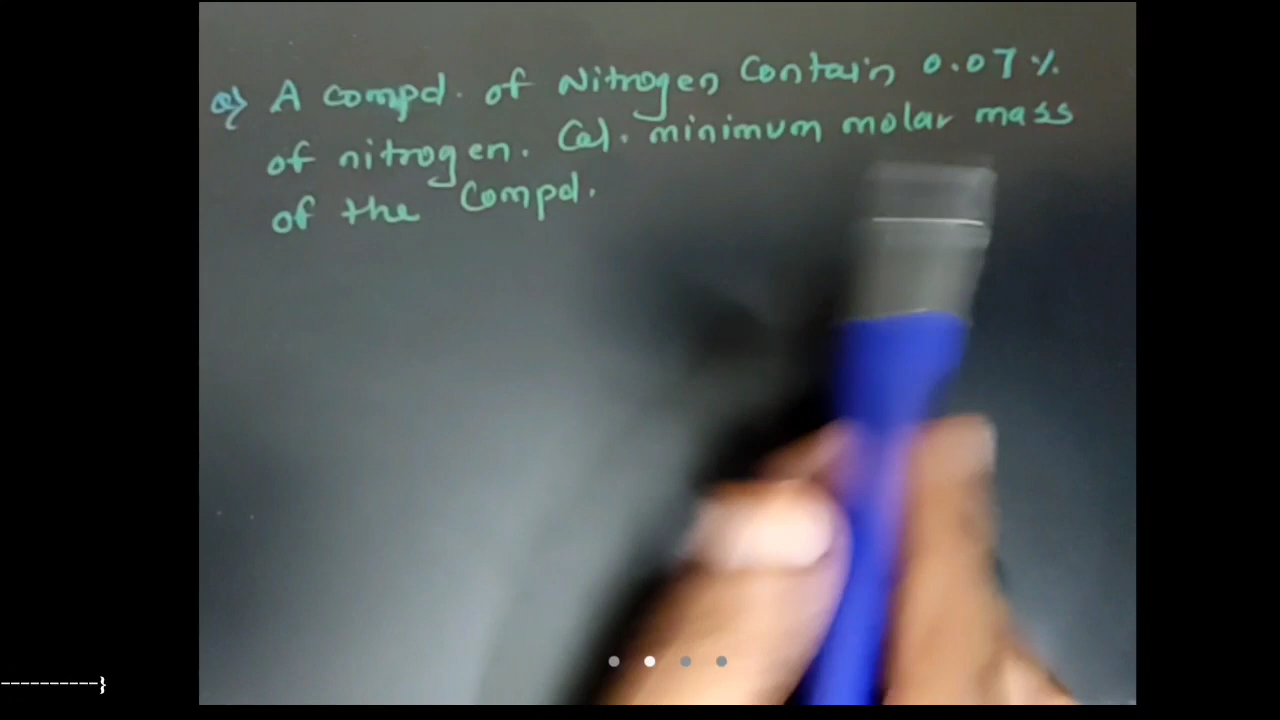 Q) A compd. of Nitrogen Contain 0.07%
of nitrogen. Cal. minimum molar mass
of the Compd.
----------}